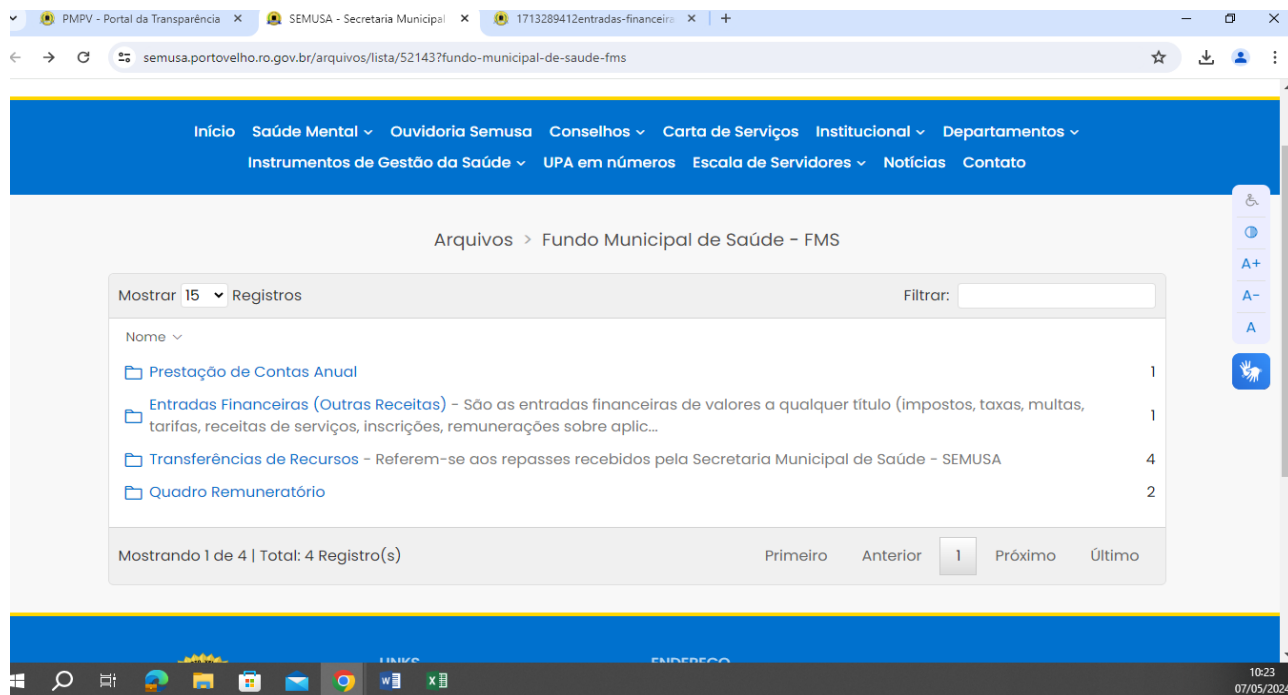 PMPV - Portal da Transparência
SEMUSA - Secretaria Municipal
1713289412entradas-financeira
semusa.portovelho.ro.gov.br/arquivos/lista/52143?fundo-municipal-de-saude-fms
Início Saúde Mental Ouvidoria Semusa Conselhos Carta de Serviços Institucional Departamentos
Instrumentos de Gestão da Saúde UPA em números Escala de Servidores Notícias Contato
Arquivos > Fundo Municipal de Saúde - FMS
Mostrar 15 Registros Filtrar:
Nome
Prestação de Contas Anual 1
Entradas Financeiras (Outras Receitas) - São as entradas financeiras de valores a qualquer título (impostos, taxas, multas,
tarifas, receitas de serviços, inscrições, remunerações sobre aplic... 1
Transferências de Recursos - Referem-se aos repasses recebidos pela Secretaria Municipal de Saúde - SEMUSA 4
Quadro Remuneratório 2
Mostrando 1 de 4 | Total: 4 Registro(s) Primeiro Anterior 1 Próximo Último
A+
A-
A
LINKS ENDEREÇO
10:23
07/05/2024